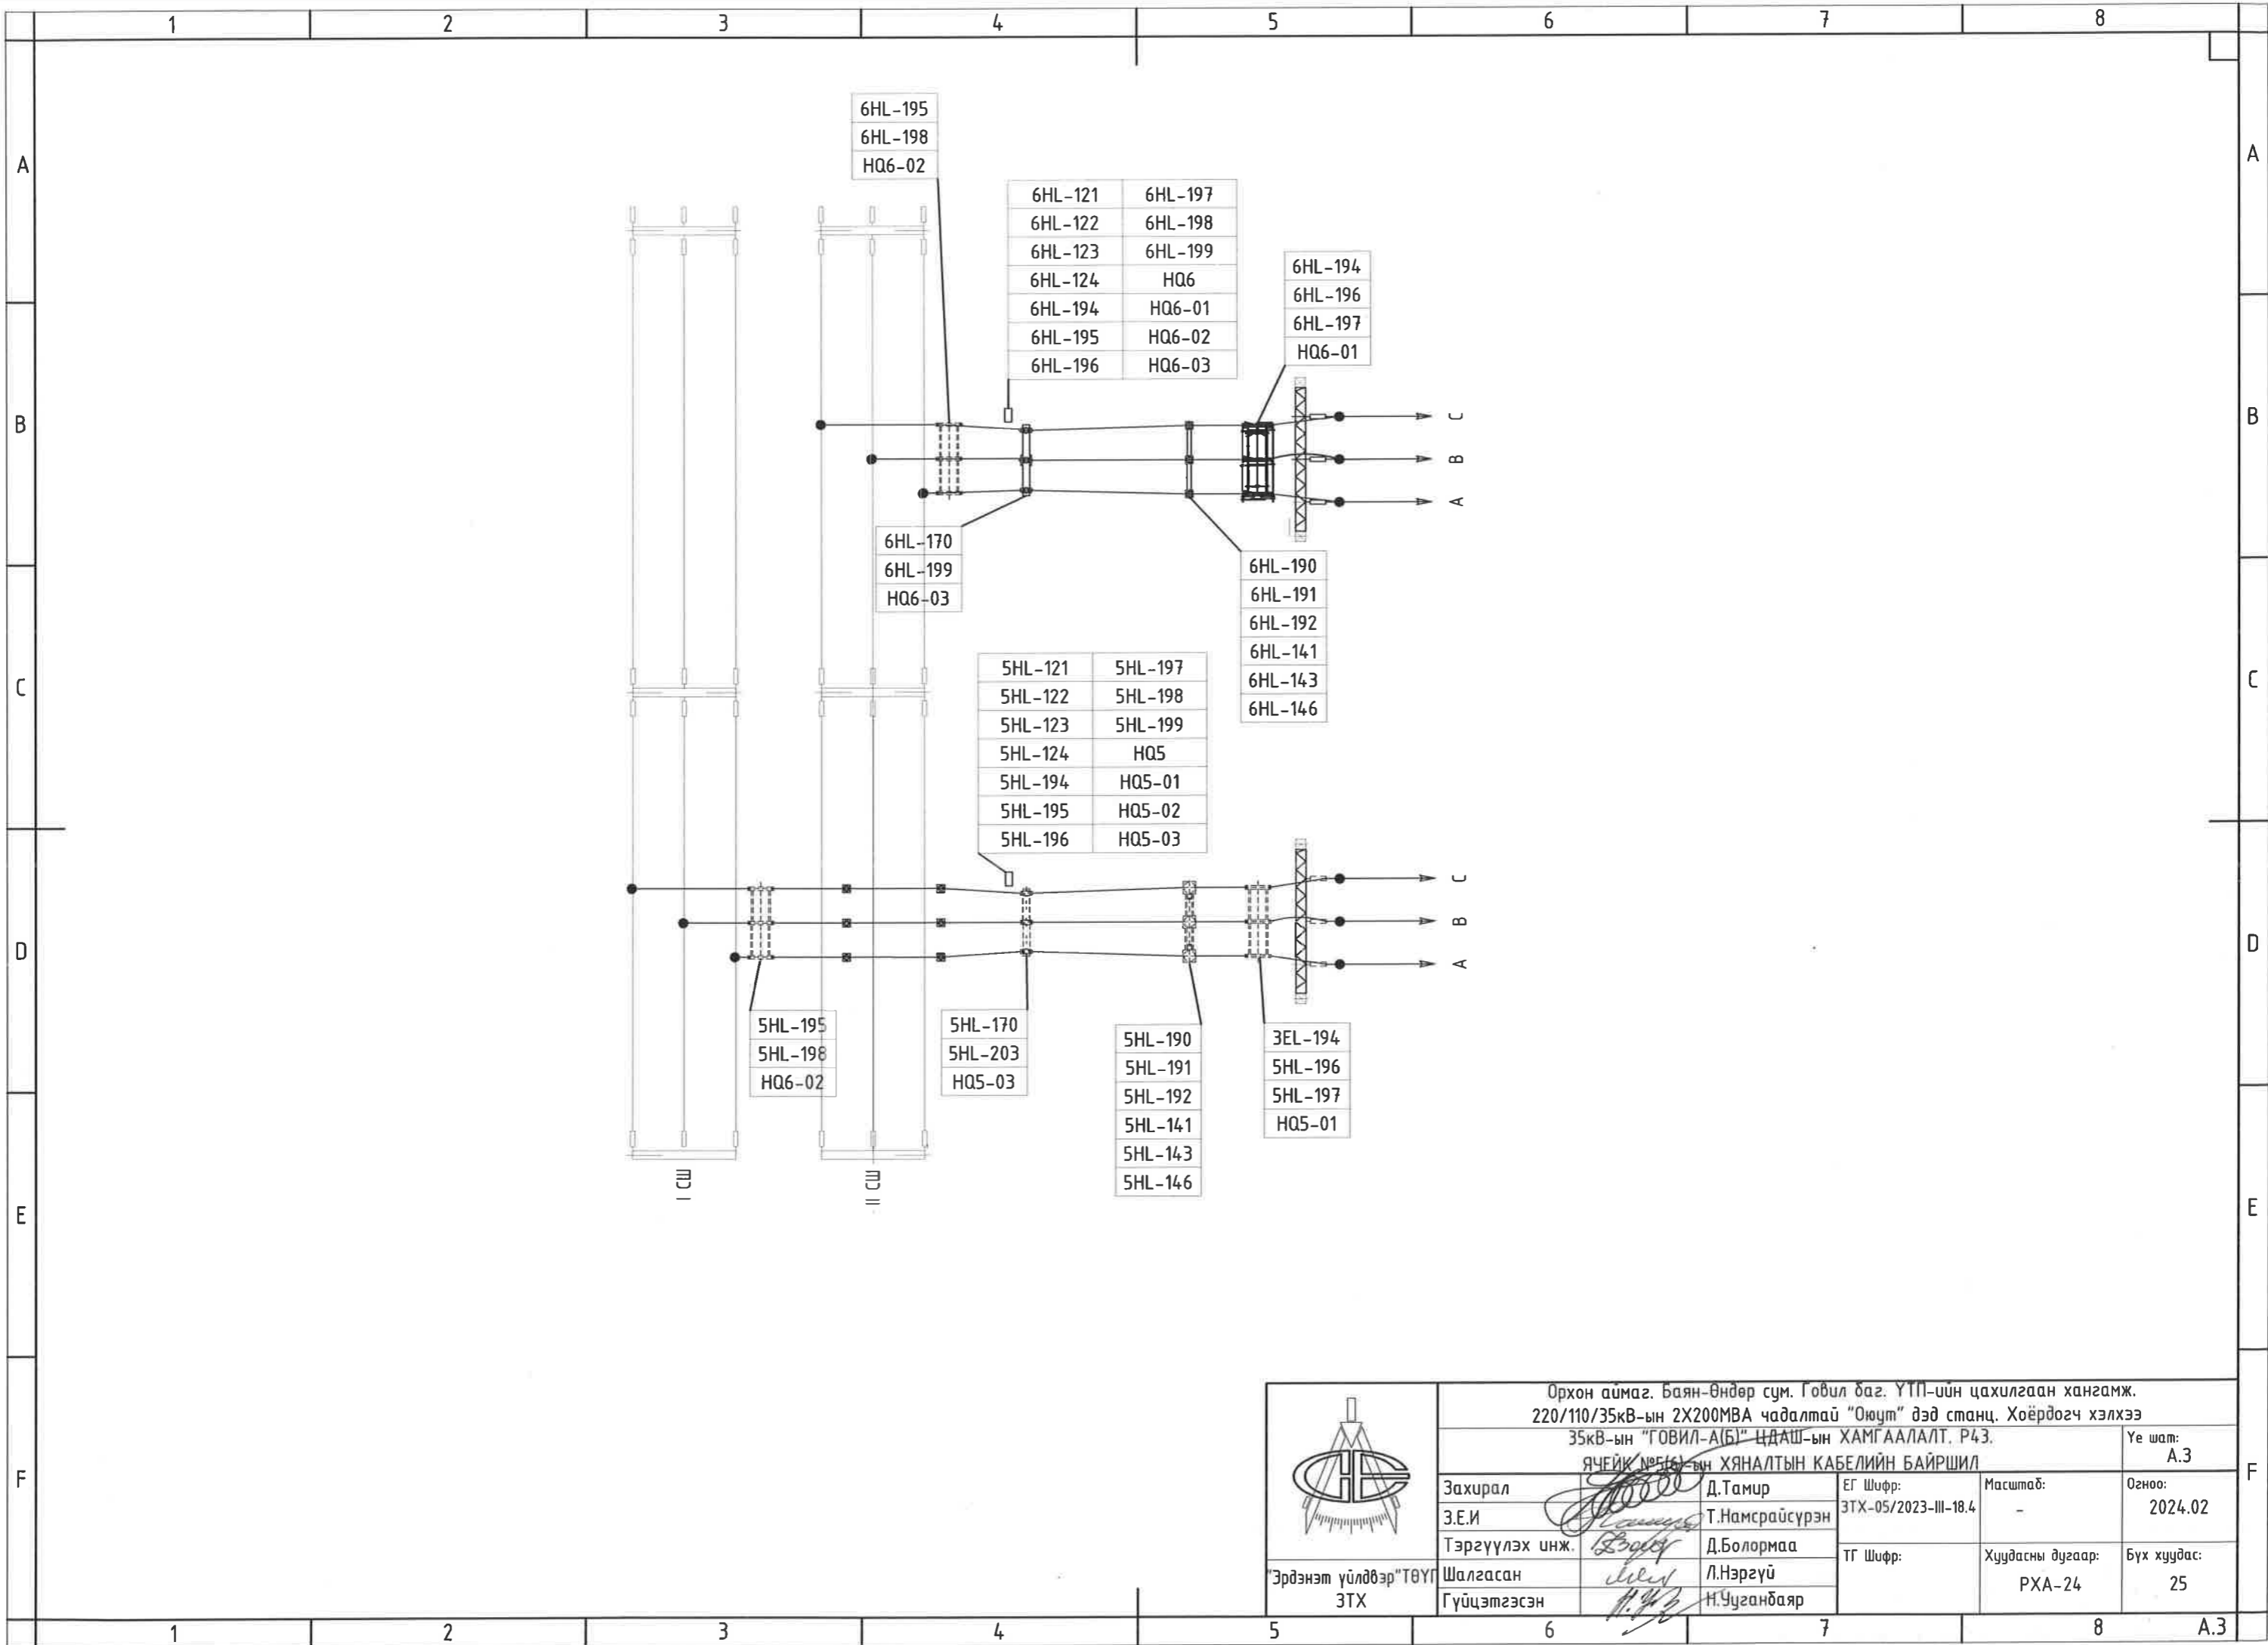 1 2 3 4 5 6 7 8
A A
B B
C C
D D
E E
F F
6HL-195
6HL-198
HQ6-02
6HL-121 6HL-197
6HL-122 6HL-198
6HL-123 6HL-199
6HL-124 HQ6
6HL-194 HQ6-01
6HL-195 HQ6-02
6HL-196 HQ6-03
6HL-194
6HL-196
6HL-197
HQ6-01
C
B
A
6HL-170
6HL-199
HQ6-03
6HL-190
6HL-191
6HL-192
6HL-141
6HL-143
6HL-146
5HL-121 5HL-197
5HL-122 5HL-198
5HL-123 5HL-199
5HL-124 HQ5
5HL-194 HQ5-01
5HL-195 HQ5-02
5HL-196 HQ5-03
C
B
A
5HL-195
5HL-198
HQ6-02
5HL-170
5HL-203
HQ5-03
5HL-190
5HL-191
5HL-192
5HL-141
5HL-143
5HL-146
3EL-194
5HL-196
5HL-197
HQ5-01
I СШ
II СШ
Орхон аймаг. Баян-Өндөр сум. Говил баг. УТП-ийн цахилгаан хангамж.
220/110/35кВ-ын 2X200МВА чадалтай "Оюут" дэд станц. Хоёрдогч хэлхээ
35кВ-ын "ГОВИЛ-А(Б)" ЦДАШ-ын ХАМГААЛАЛТ. Р43.
ЯЧЕЙК №5(6)-ын ХЯНАЛТЫН КАБЕЛИЙН БАЙРШИЛ
Үе шат:
А.3
Захирал Д.Тамир
З.Е.И Т.Намсрайсүрэн
Тэргүүлэх инж. Д.Болормаа
Шалгасан Л.Нэргүй
Гүйцэтгэсэн Н.Ууганбаяр
ЕГ Шифр:
ЗТХ-05/2023-III-18.4
Масштаб:
-
Огноо:
2024.02
ТГ Шифр:
Хуудасны дугаар:
РХА-24
Бүх хуудас:
25
"Эрдэнэт үйлдвэр"ТӨҮГ
ЗТХ
1 2 3 4 5 6 7 8
А.3